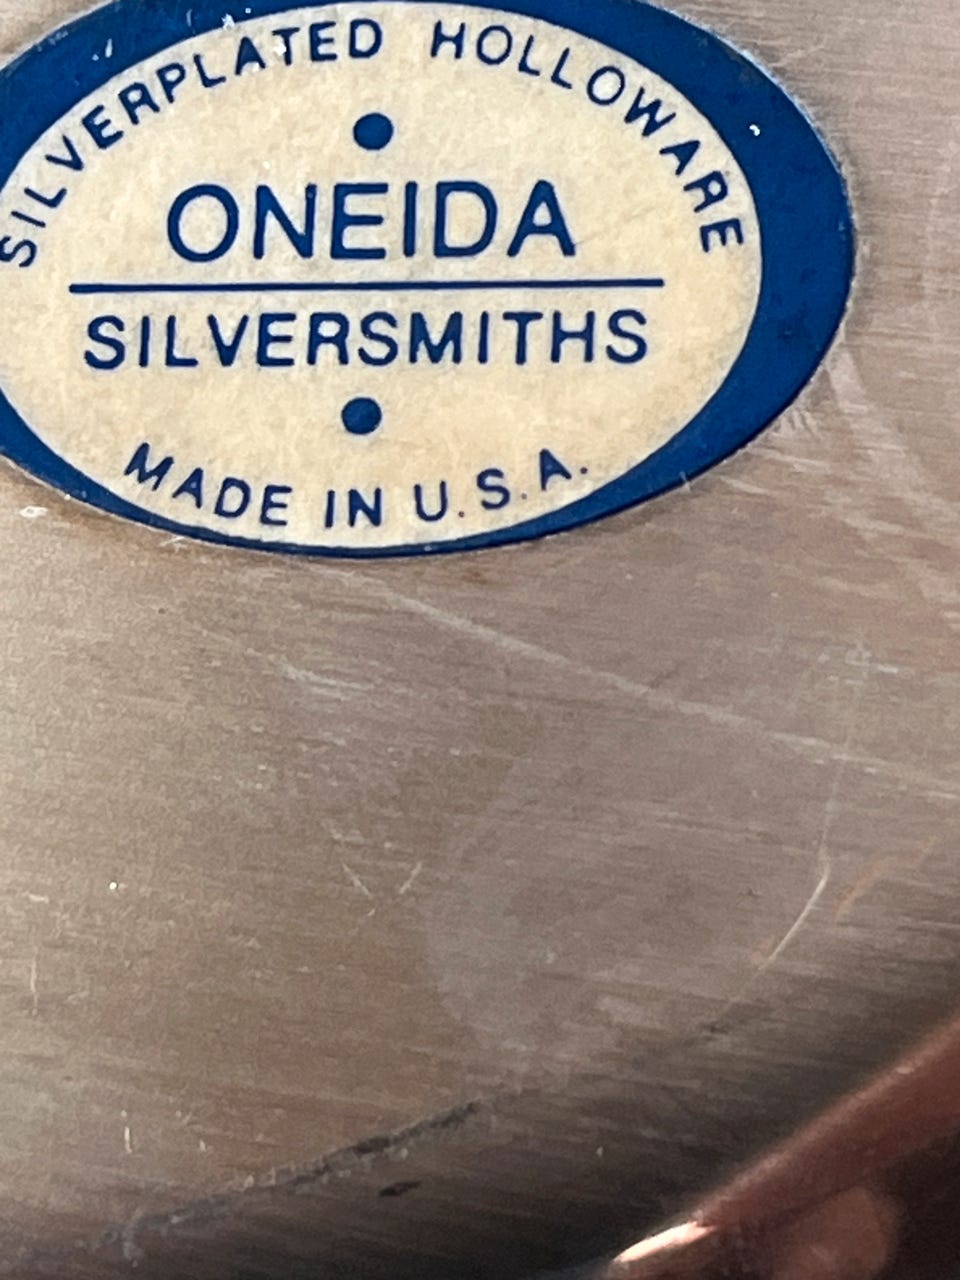 SILVERPLATED HOLLOWARE
ONEIDA
SILVERSMITHS
MADE IN U.S.A.